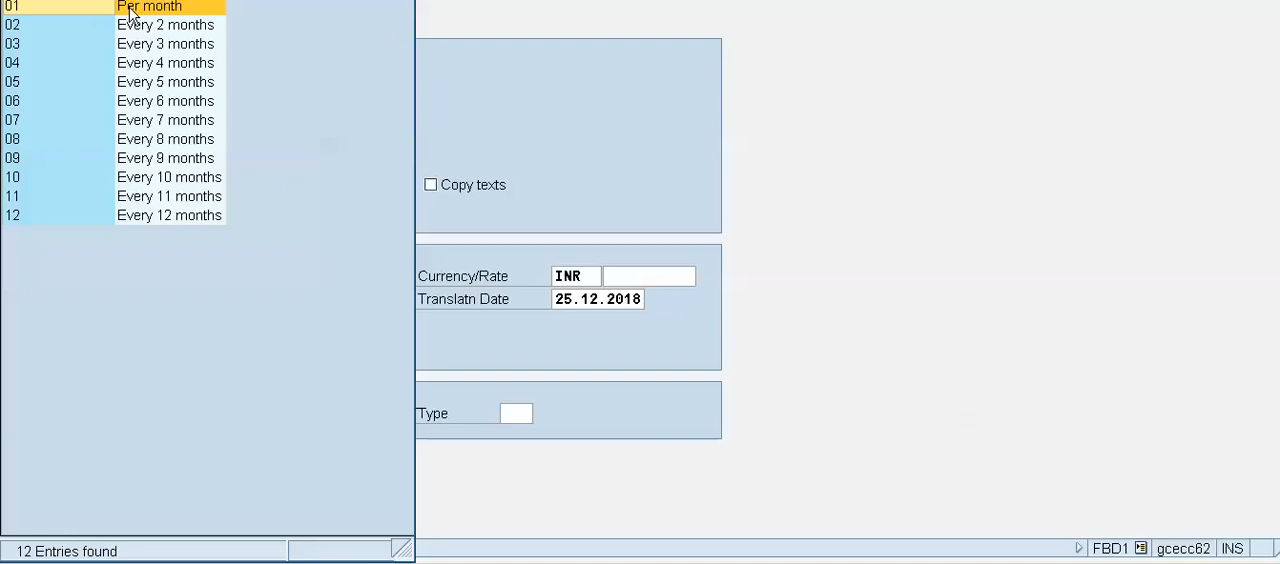 01 Per month
02 Every 2 months
03 Every 3 months
04 Every 4 months
05 Every 5 months
06 Every 6 months
07 Every 7 months
08 Every 8 months
09 Every 9 months
10 Every 10 months
11 Every 11 months
12 Every 12 months
Copy texts
Currency/Rate INR
Translatn Date 25.12.2018
Type
12 Entries found
FBD1 gcecc62 INS